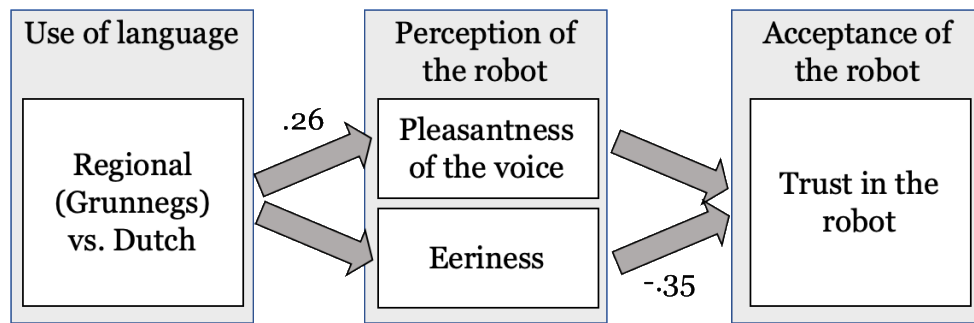 Use of language
Regional
(Grunnegs)
vs. Dutch
.26
Perception of
the robot
Pleasantness
of the voice
Eeriness
-.35
Acceptance of
the robot
Trust in the
robot